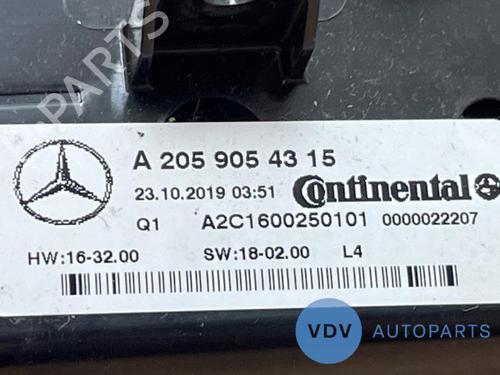 PARTS
A 205 905 43 15
23.10.2019 03:51
Continental
Q1 A2C1600250101 0000022207
HW:16-32.00 SW:18-02.00 L4
VDV AUTOPARTS